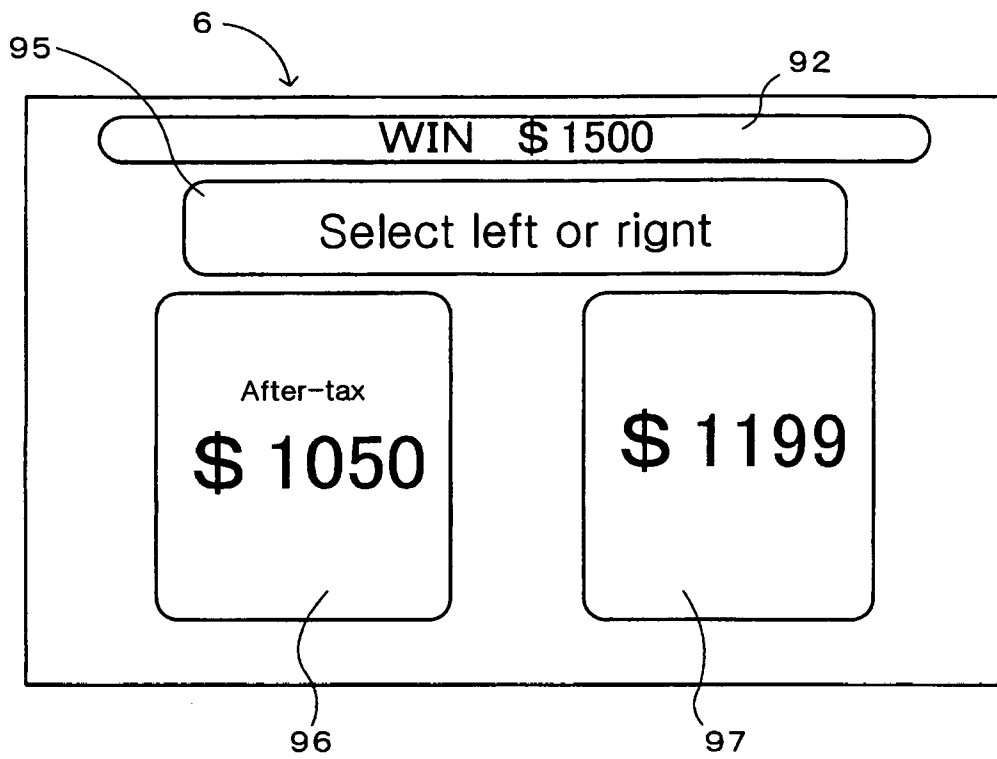 6
95
92
WIN $1500
Select left or rignt
After-tax
$1050
$1199
96
97